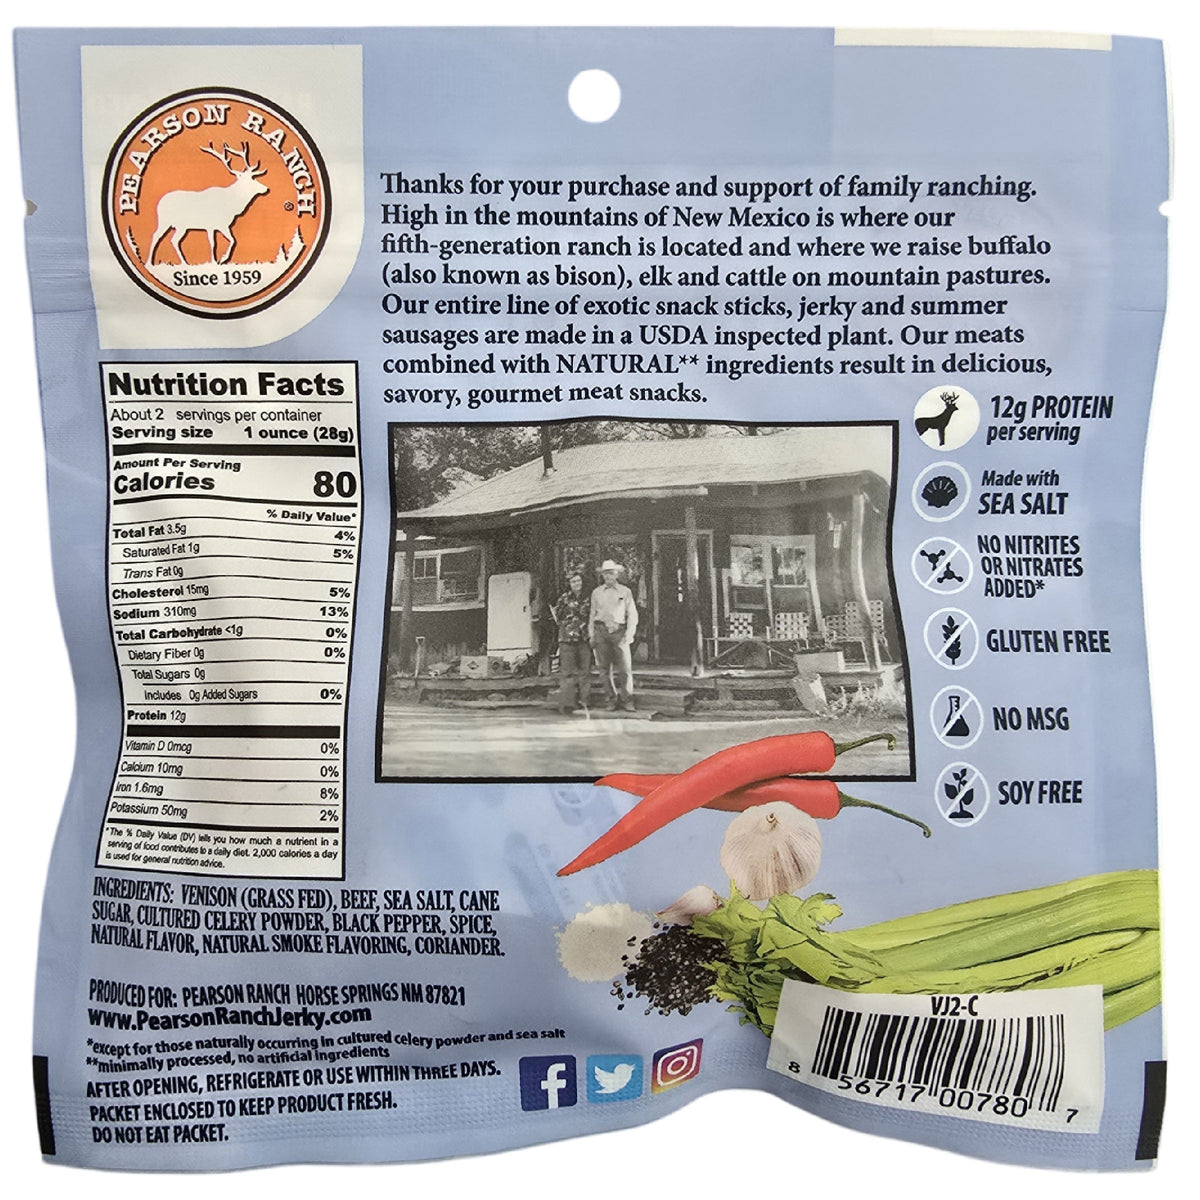 PEARSON RANCH
®
Since 1959
Thanks for your purchase and support of family ranching.
High in the mountains of New Mexico is where our
fifth-generation ranch is located and where we raise buffalo
(also known as bison), elk and cattle on mountain pastures.
Our entire line of exotic snack sticks, jerky and summer
sausages are made in a USDA inspected plant. Our meats
combined with NATURAL** ingredients result in delicious,
savory, gourmet meat snacks.
12g PROTEIN
per serving
Made with
SEA SALT
NO NITRITES
OR NITRATES
ADDED*
GLUTEN FREE
NO MSG
SOY FREE
Nutrition Facts
About 2 servings per container
Serving size 1 ounce (28g)
Amount Per Serving
Calories 80
% Daily Value*
Total Fat 3.5g 4%
Saturated Fat 1g 5%
Trans Fat 0g
Cholesterol 15mg 5%
Sodium 310mg 13%
Total Carbohydrate <1g 0%
Dietary Fiber 0g 0%
Total Sugars 0g
Includes 0g Added Sugars 0%
Protein 12g
Vitamin D 0mcg 0%
Calcium 10mg 0%
Iron 1.6mg 8%
Potassium 50mg 2%
*The % Daily Value (DV) tells you how much a nutrient in a
serving of food contributes to a daily diet. 2,000 calories a day
is used for general nutrition advice.
INGREDIENTS: VENISON (GRASS FED), BEEF, SEA SALT, CANE
SUGAR, CULTURED CELERY POWDER, BLACK PEPPER, SPICE,
NATURAL FLAVOR, NATURAL SMOKE FLAVORING, CORIANDER.
PRODUCED FOR: PEARSON RANCH HORSE SPRINGS NM 87821
www.PearsonRanchJerky.com
*except for those naturally occurring in cultured celery powder and sea salt
**minimally processed, no artificial ingredients
AFTER OPENING, REFRIGERATE OR USE WITHIN THREE DAYS.
PACKET ENCLOSED TO KEEP PRODUCT FRESH.
DO NOT EAT PACKET.
f
VJ2-C
8 56717 00780 7